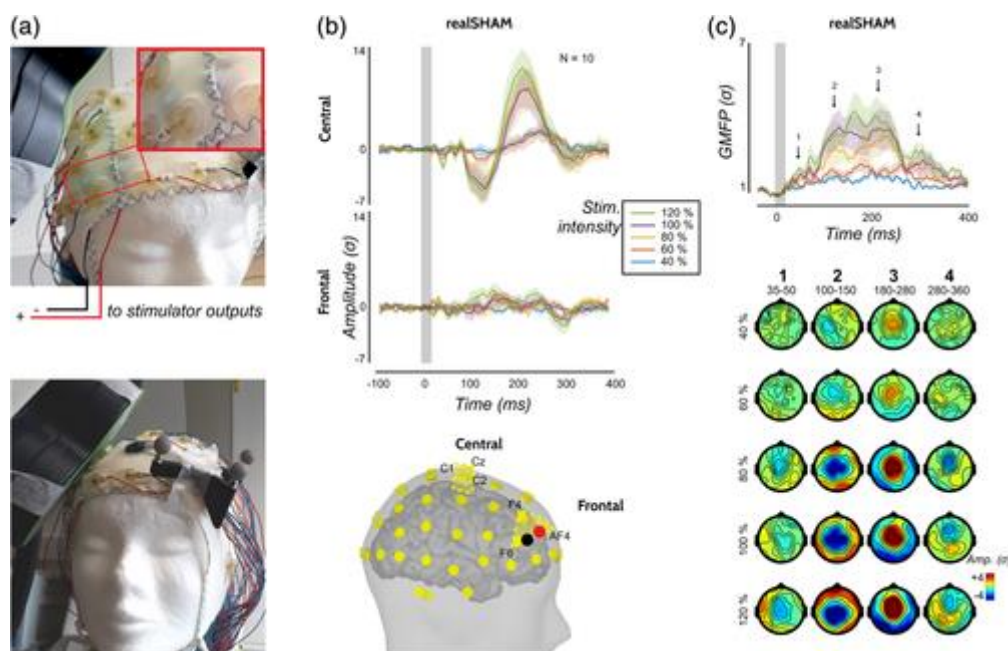 (a)
+
-
to stimulator outputs
(b)
realSHAM
14
N = 10
Central
0
-7
14
Stim.
intensity
120 %
100 %
80 %
60 %
40 %
Frontal
Amplitude (σ)
0
-7
-100
0
100
200
300
400
Time (ms)
Central
C1
Cz
C2
Frontal
F4
AF4
F6
(c)
realSHAM
7
GMFP (σ)
1
1
2
3
4
0
200
400
Time (ms)
1
2
3
4
35-50
100-150
180-280
280-360
40 %
60 %
80 %
100 %
120 %
Amp. (σ)
+4
-4